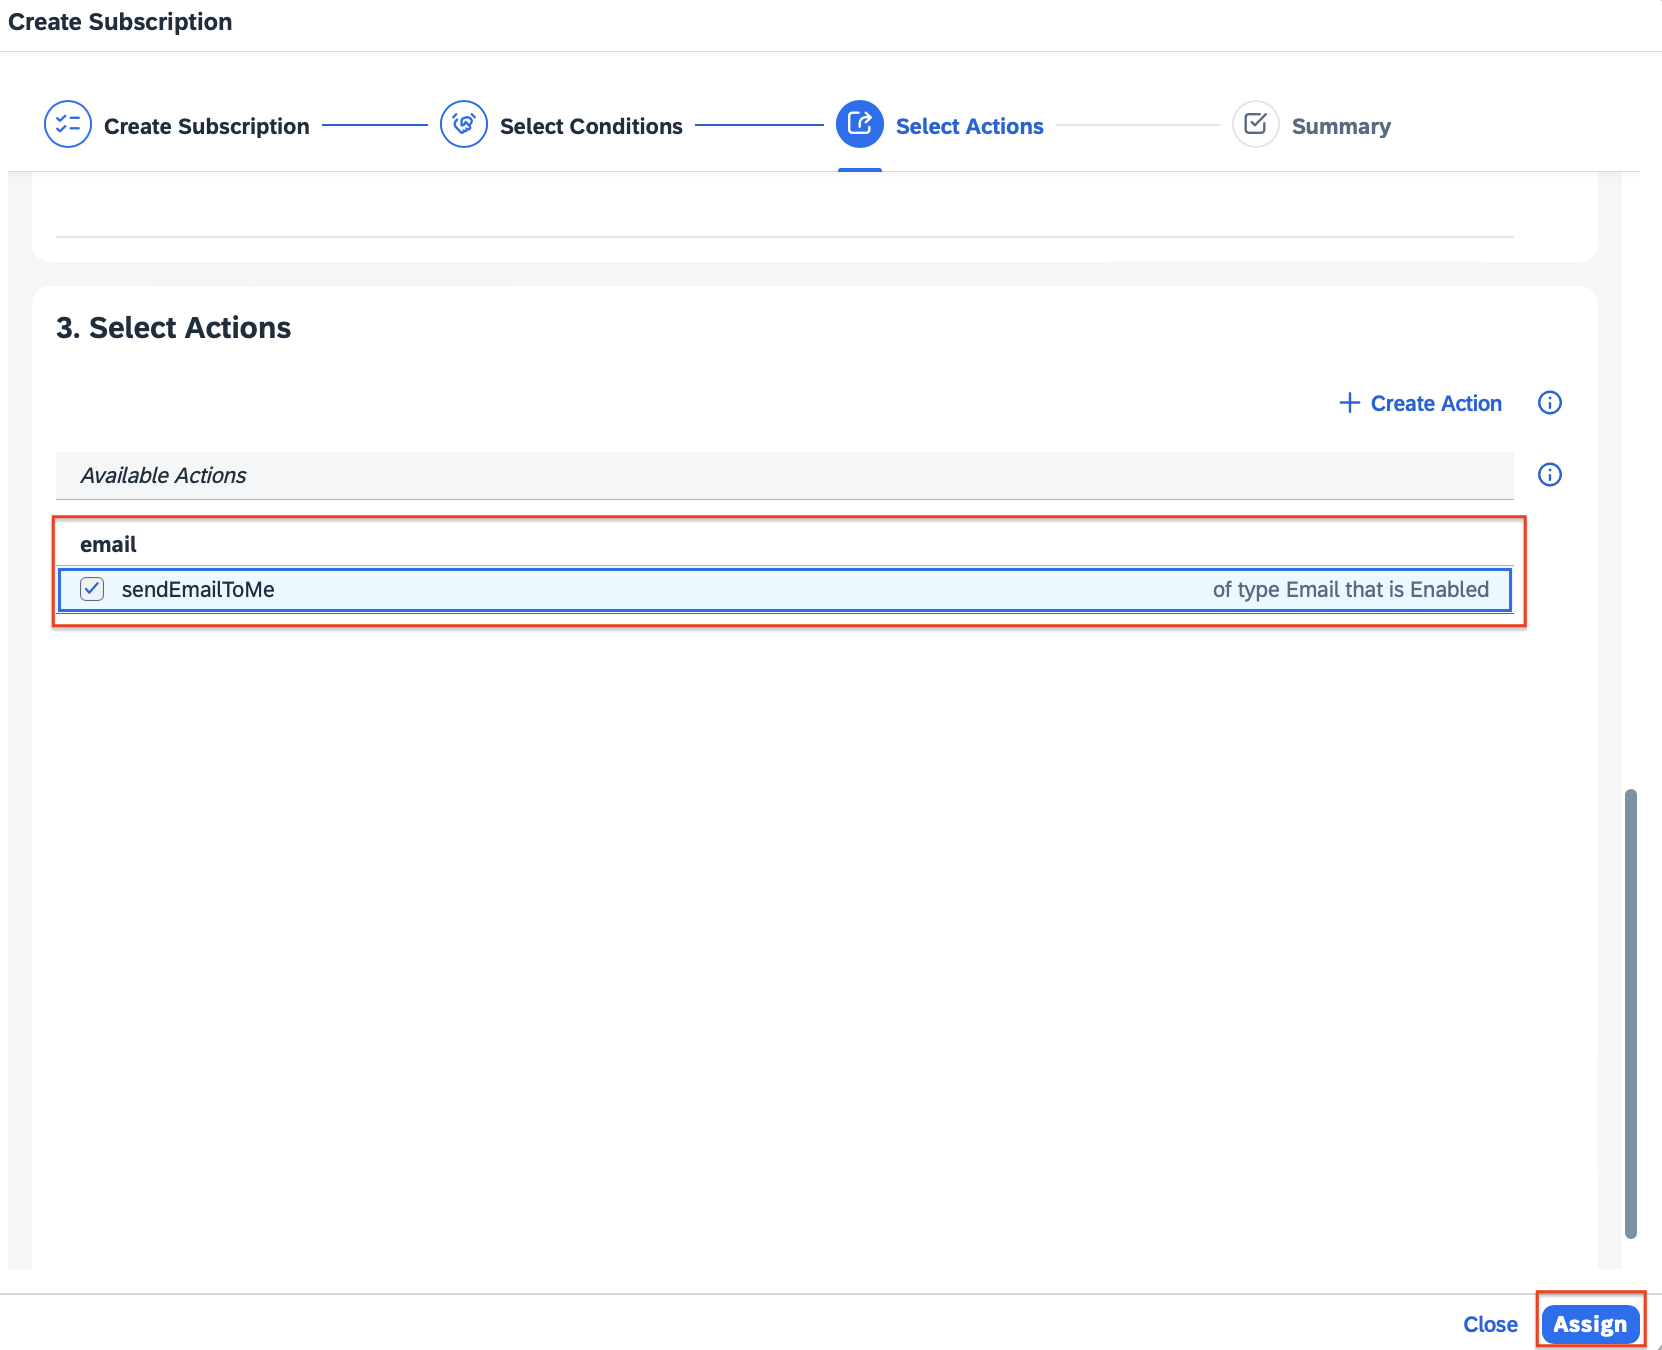 Create Subscription
Create Subscription
Select Conditions
Select Actions
Summary
3. Select Actions
Create Action
Available Actions
email
sendEmailToMe
of type Email that is Enabled
Close
Assign